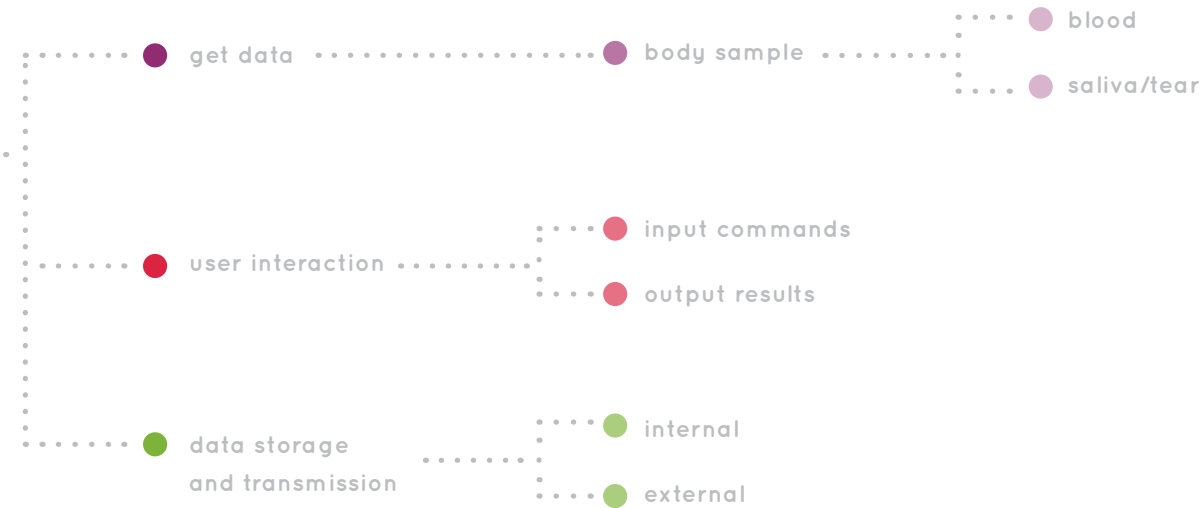 get data
body sample
blood
saliva/tear
user interaction
input commands
output results
data storage
and transmission
internal
external